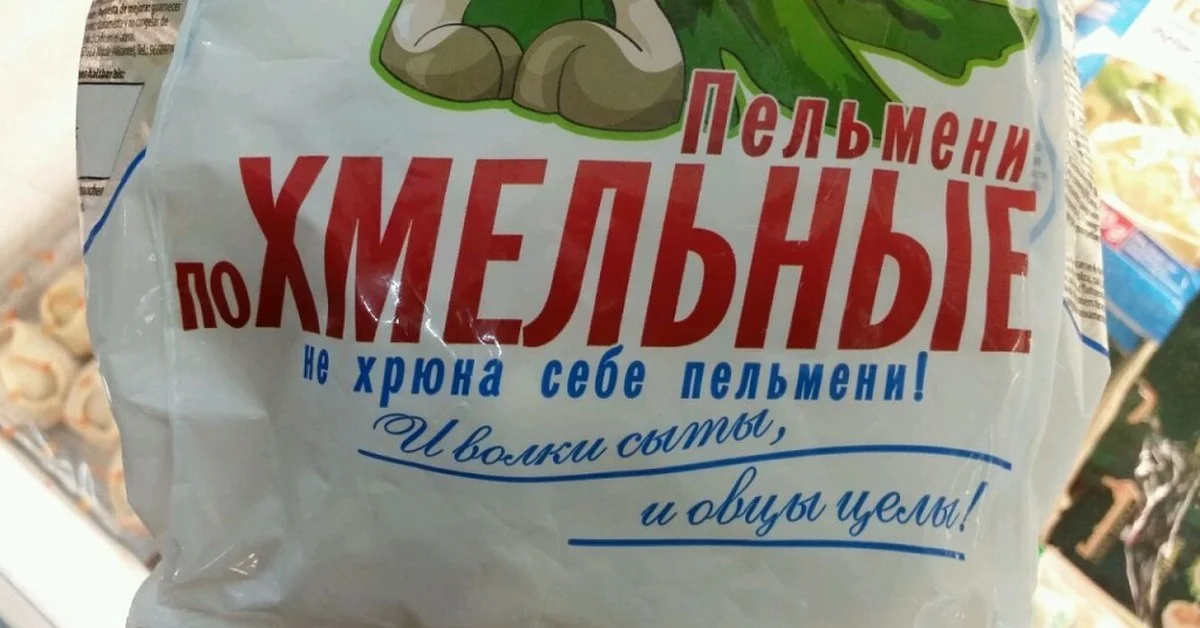 Пельмени
поХМЕЛЬНЫЕ
не хрюна себе пельмени!
И волки сыты,
и овцы целы!